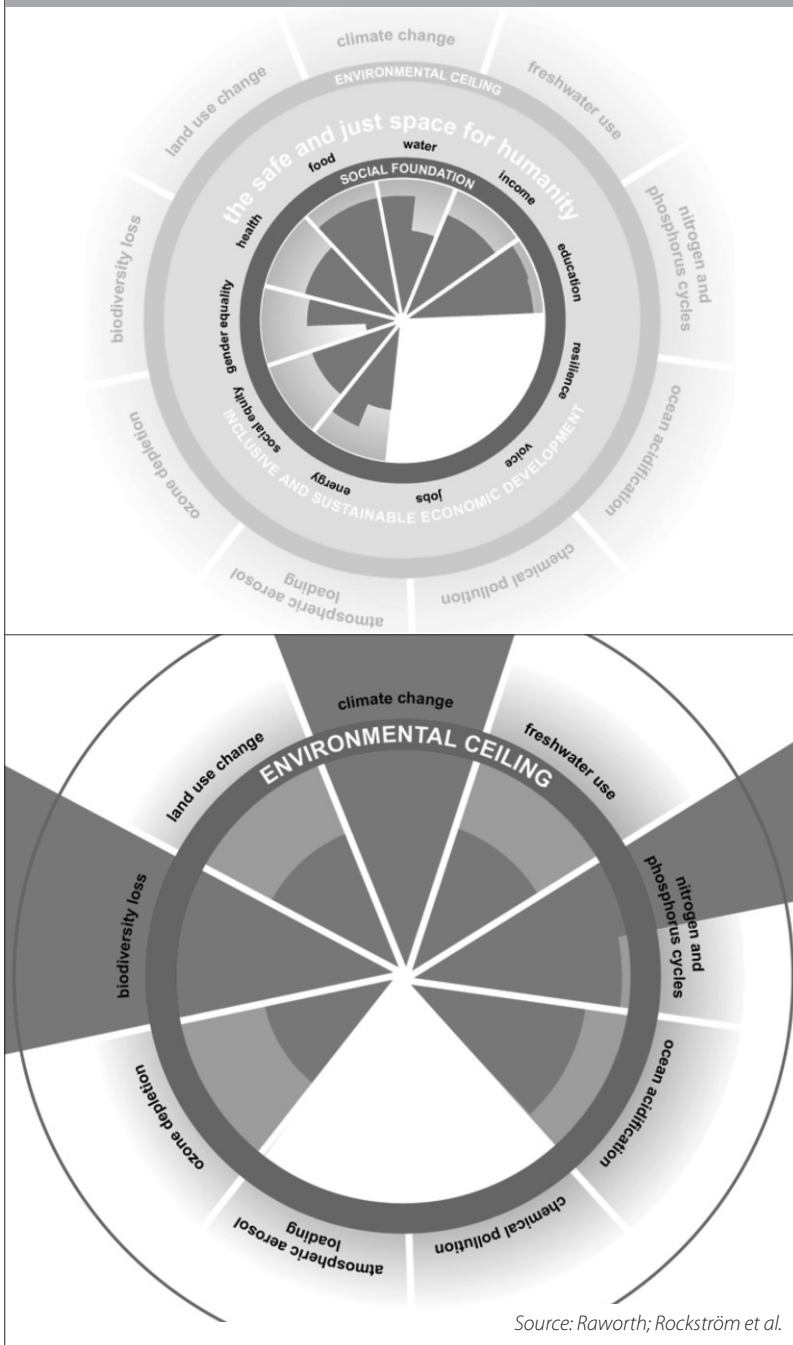 climate change
ENVIRONMENTAL CEILING
land use change
freshwater use
the safe and just space for humanity
water
food
SOCIAL FOUNDATION
income
health
nitrogen and
phosphorus cycles
biodiversity loss
education
gender equality
resilience
social equity
voice
energy
jobs
INCLUSIVE AND SUSTAINABLE ECONOMIC DEVELOPMENT
ocean acidification
ozone depletion
chemical pollution
atmospheric aerosol
loading
climate change
ENVIRONMENTAL CEILING
land use change
freshwater use
biodiversity loss
nitrogen and
phosphorus cycles
ozone depletion
ocean acidification
atmospheric aerosol
loading
chemical pollution
Source: Raworth; Rockström et al.